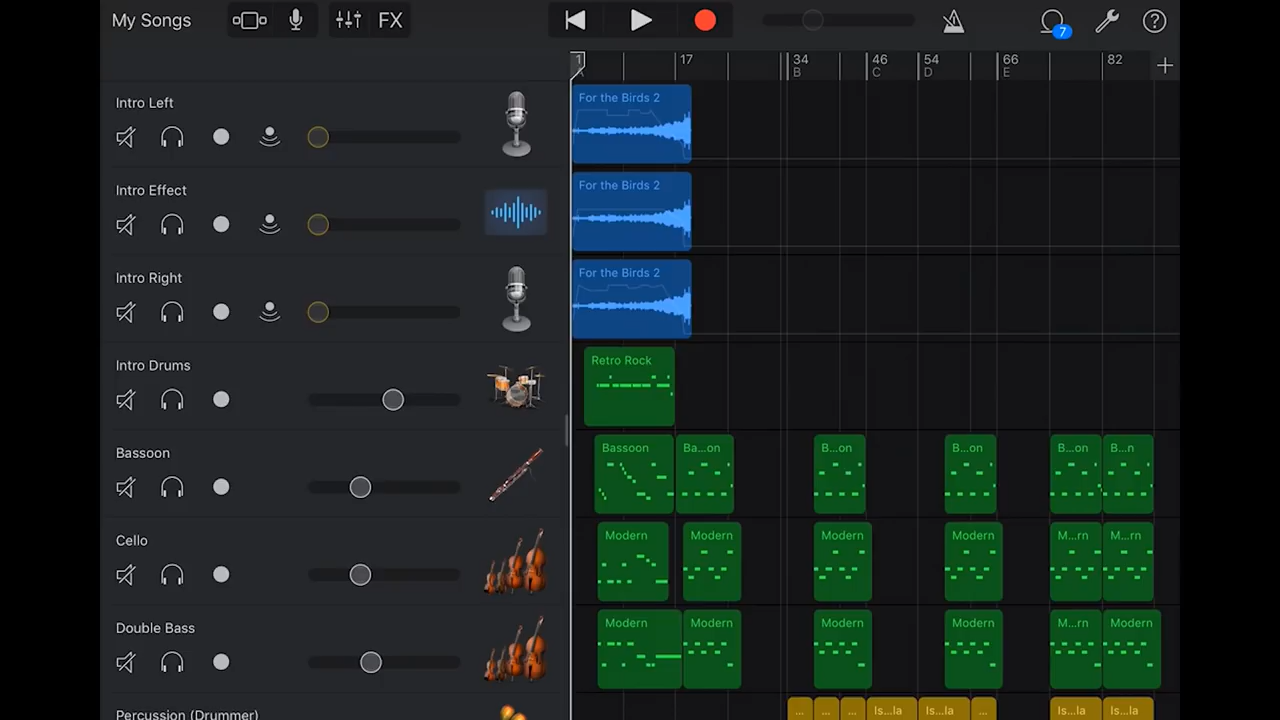 My Songs
FX
7
1
A
17
34
B
46
C
54
D
66
E
82
Intro Left
For the Birds 2
Intro Effect
For the Birds 2
Intro Right
For the Birds 2
Intro Drums
Retro Rock
Bassoon
Bassoon
Ba...on
B...on
B...on
B...on
B...n
Cello
Modern
Modern
Modern
Modern
M...rn
M...rn
Double Bass
Modern
Modern
Modern
Modern
M...rn
Modern
Percussion (Drummer)
...
...
...
Is...la
Is...la
...
Is...la
Is...la